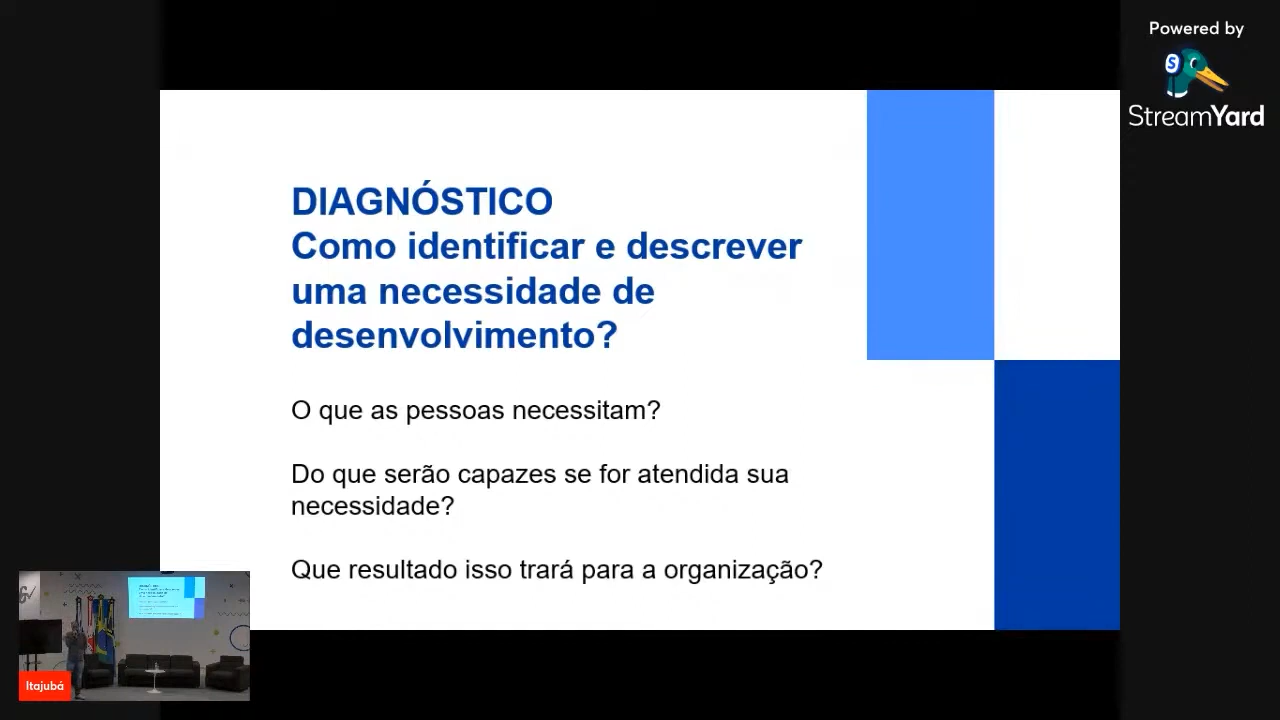 Powered by
S
StreamYard
DIAGNÓSTICO
Como identificar e descrever
uma necessidade de
desenvolvimento?
O que as pessoas necessitam?
Do que serão capazes se for atendida sua
necessidade?
Que resultado isso trará para a organização?
Itajubá